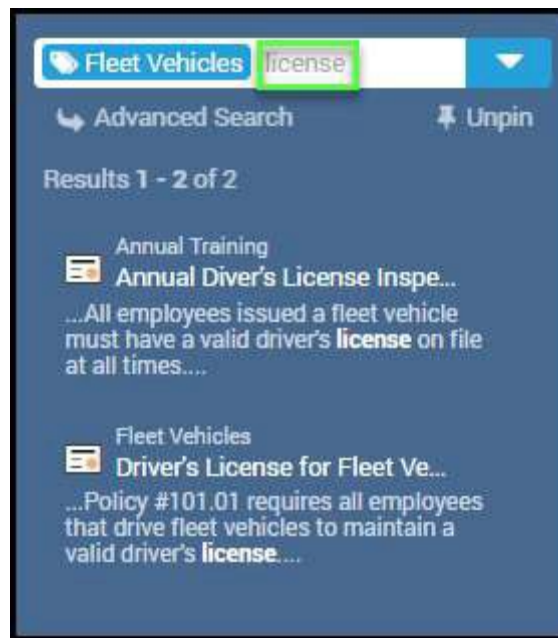 Fleet Vehicles license
Advanced Search Unpin
Results 1 - 2 of 2
Annual Training
Annual Diver's License Inspe...
...All employees issued a fleet vehicle
must have a valid driver's license on file
at all times....
Fleet Vehicles
Driver's License for Fleet Ve...
...Policy #101.01 requires all employees
that drive fleet vehicles to maintain a
valid driver's license....